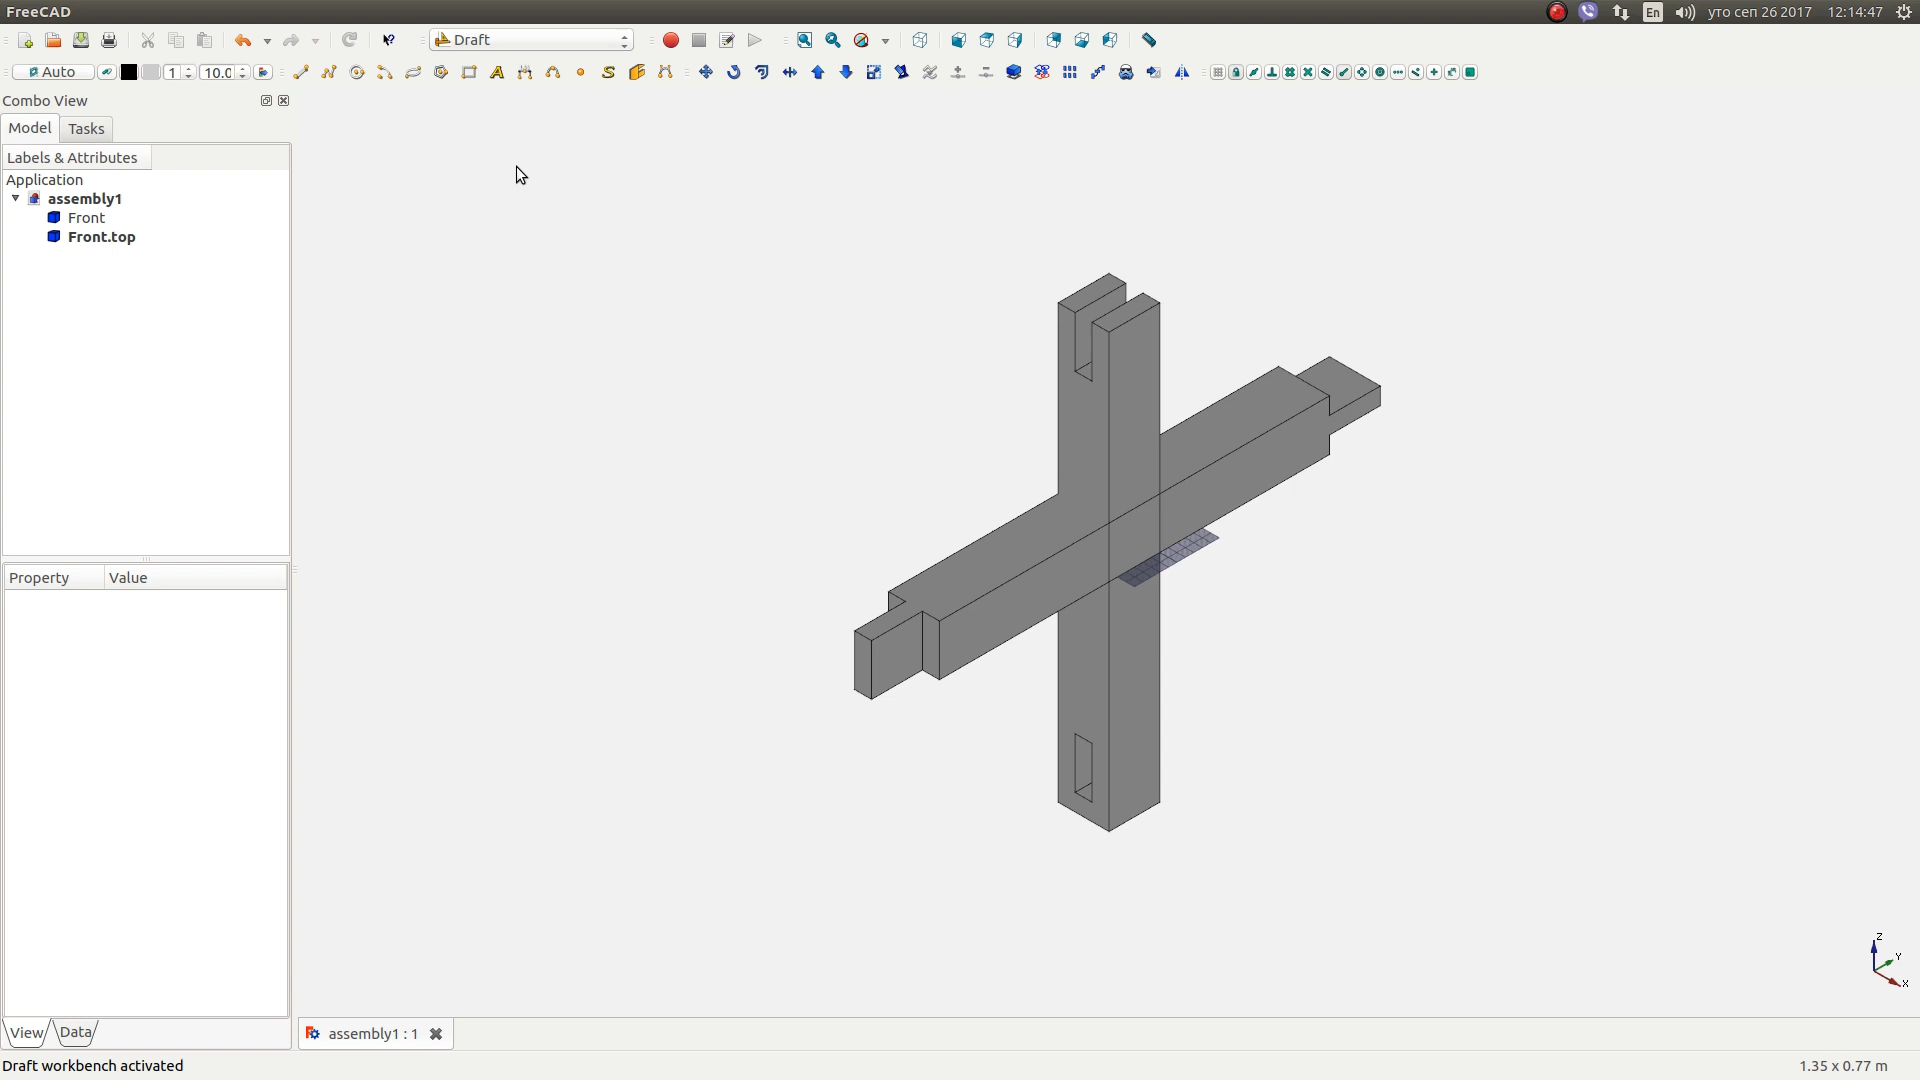 FreeCAD
En
уто сеп 26 2017
12:14:47
Draft
Auto
1
10.0
Combo View
Model
Tasks
Labels & Attributes
Application
assembly1
Front
Front.top
Property
Value
Z
Y
X
View
Data
assembly1 : 1
Draft workbench activated
1.35 x 0.77 m